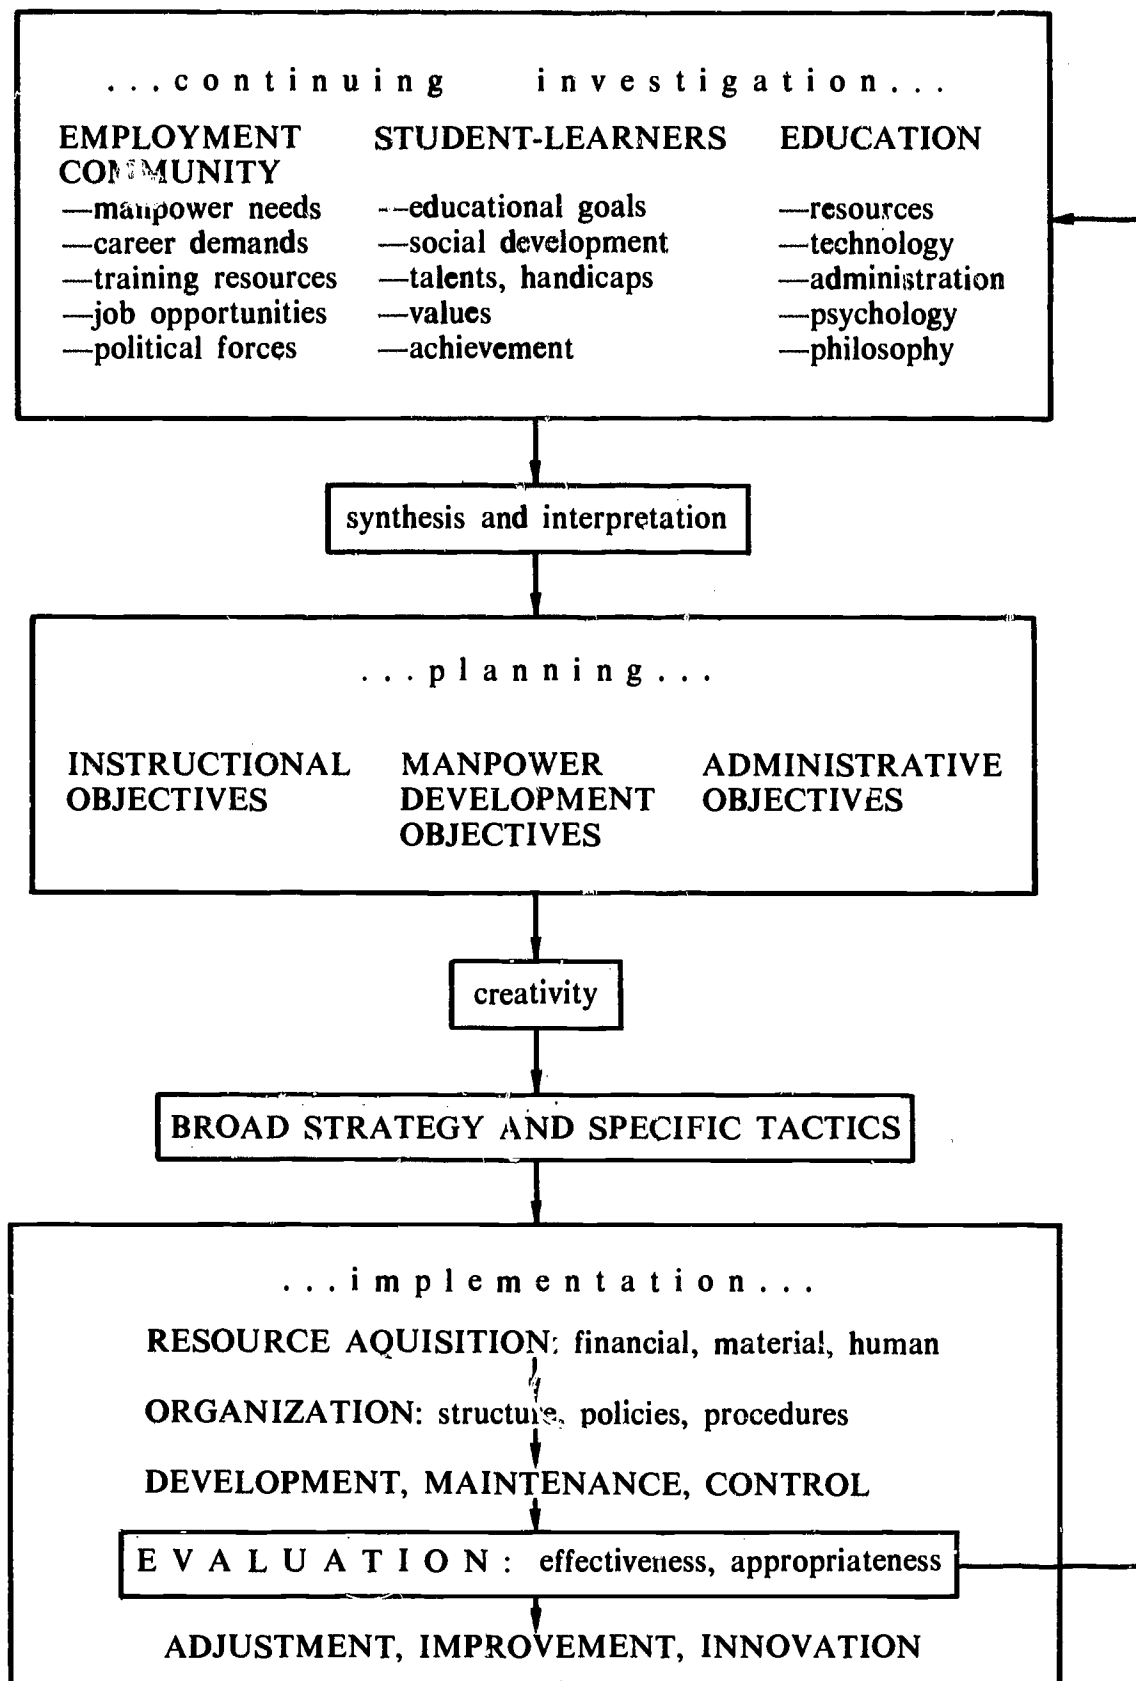 ...continuing investigation...
EMPLOYMENT COMMUNITY
—manpower needs
—career demands
—training resources
—job opportunities
—political forces
STUDENT-LEARNERS
—educational goals
—social development
—talents, handicaps
—values
—achievement
EDUCATION
—resources
—technology
—administration
—psychology
—philosophy
synthesis and interpretation
...planning...
INSTRUCTIONAL
OBJECTIVES
MANPOWER
DEVELOPMENT
OBJECTIVES
ADMINISTRATIVE
OBJECTIVES
creativity
BROAD STRATEGY AND SPECIFIC TACTICS
...implementation...
RESOURCE AQUISITION: financial, material, human
ORGANIZATION: structure, policies, procedures
DEVELOPMENT, MAINTENANCE, CONTROL
EVALUATION: effectiveness, appropriateness
ADJUSTMENT, IMPROVEMENT, INNOVATION